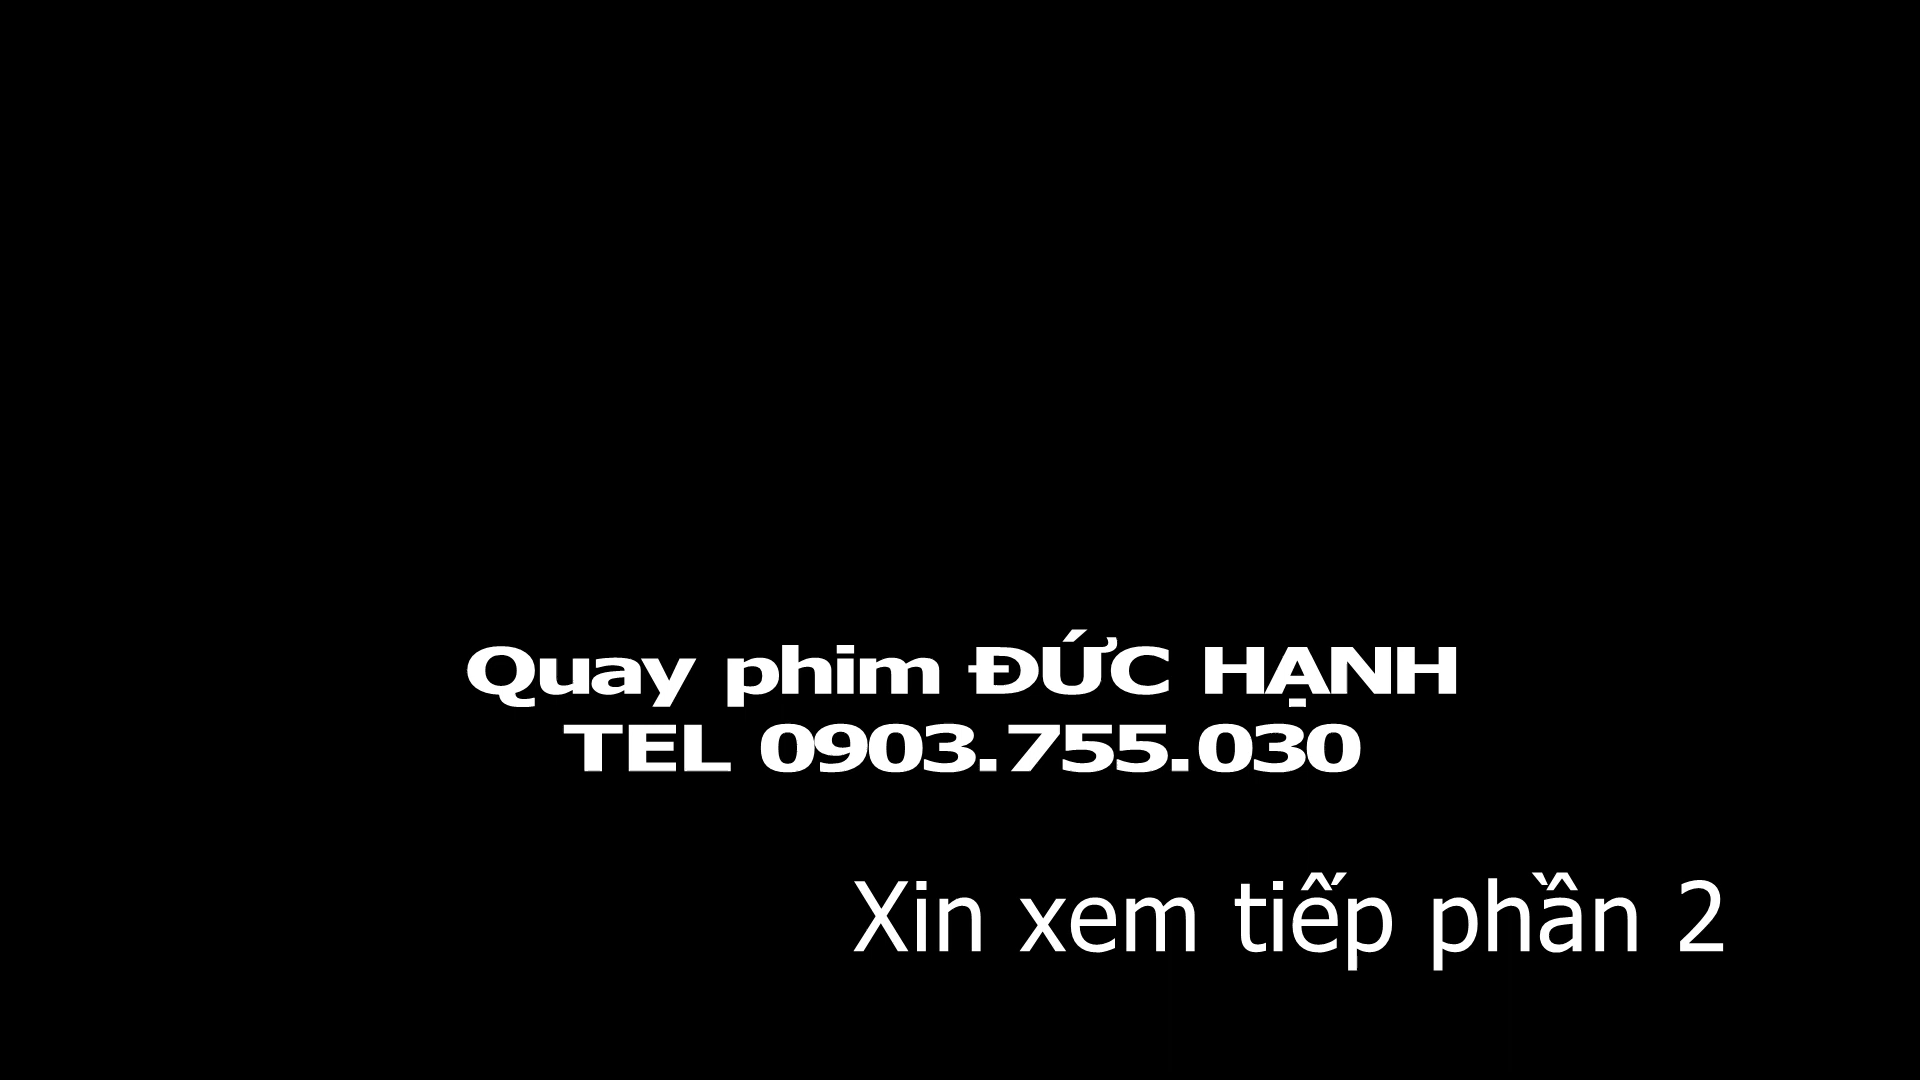 Quay phim ĐỨC HẠNH
TEL 0903.755.030
Xin xem tiếp phần 2